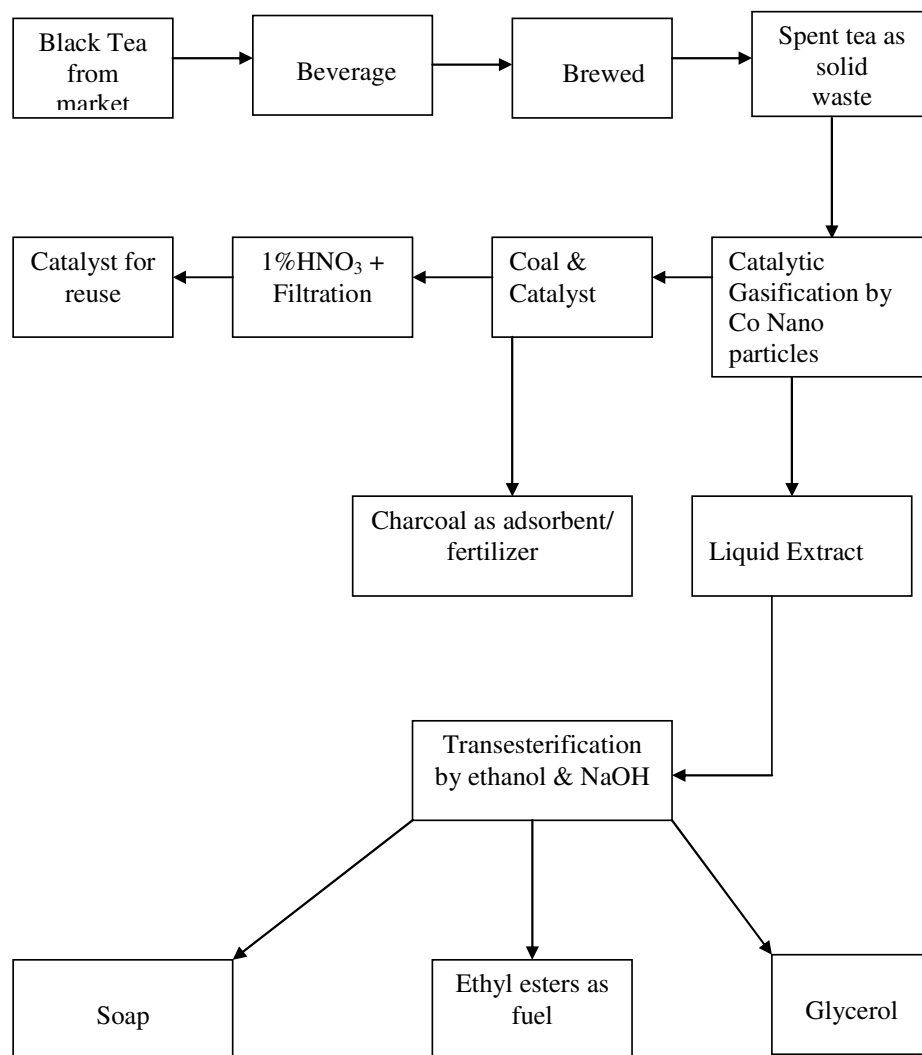 Black Tea
from
market
Beverage
Brewed
Spent tea as
solid
waste
Catalyst for
reuse
1%HNO₃ +
Filtration
Coal &
Catalyst
Catalytic
Gasification by
Co Nano
particles
Charcoal as adsorbent/
fertilizer
Liquid Extract
Transesterification
by ethanol & NaOH
Soap
Ethyl esters as
fuel
Glycerol